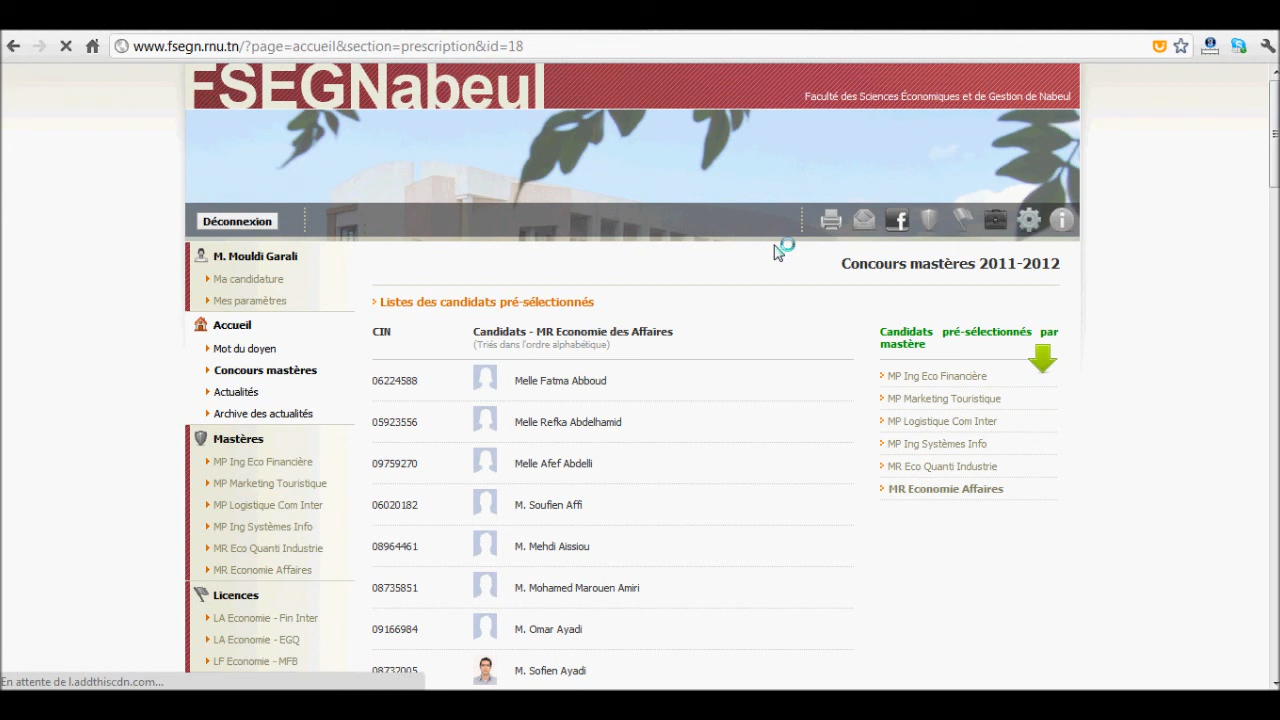 www.fsegn.rnu.tn/?page=accueil&section=prescription&id=18
FSEGNabeul
Faculté des Sciences Économiques et de Gestion de Nabeul
Déconnexion
M. Mouldi Garali
Ma candidature
Mes paramètres
Accueil
Mot du doyen
Concours mastères
Actualités
Archive des actualités
Mastères
MP Ing Eco Financière
MP Marketing Touristique
MP Logistique Com Inter
MP Ing Systèmes Info
MR Eco Quanti Industrie
MR Economie Affaires
Licences
LA Economie - Fin Inter
LA Economie - EGQ
LF Economie - MFB
Concours mastères 2011-2012
Listes des candidats pré-sélectionnés
CIN Candidats - MR Economie des Affaires
(Triés dans l'ordre alphabétique)
06224588 Melle Fatma Abboud
05923556 Melle Refka Abdelhamid
09759270 Melle Afef Abdelli
06020182 M. Soufien Affi
08964461 M. Mehdi Aissiou
08735851 M. Mohamed Marouen Amiri
09166984 M. Omar Ayadi
08732005 M. Sofien Ayadi
Candidats pré-sélectionnés par
mastère
MP Ing Eco Financière
MP Marketing Touristique
MP Logistique Com Inter
MP Ing Systèmes Info
MR Eco Quanti Industrie
MR Economie Affaires
En attente de l.addthiscdn.com...